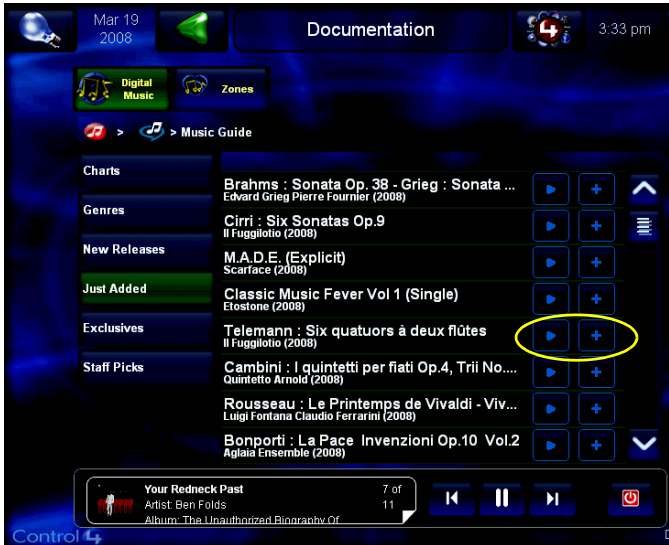 Mar 19
2008
Documentation
4
3:33 pm
Digital
Music
Zones
> > Music Guide
Charts
Genres
New Releases
Just Added
Exclusives
Staff Picks
Brahms : Sonata Op. 38 - Grieg : Sonata ...
Edvard Grieg Pierre Fournier (2008)
Cirri : Six Sonatas Op.9
Il Fuggilotio (2008)
M.A.D.E. (Explicit)
Scarface (2008)
Classic Music Fever Vol 1 (Single)
Etostone (2008)
Telemann : Six quatuors à deux flûtes
Il Fuggilotio (2008)
Cambini : I quintetti per fiati Op.4, Trii No....
Quintetto Arnold (2008)
Rousseau : Le Printemps de Vivaldi - Viv...
Luigi Fontana Claudio Ferrarini (2008)
Bonporti : La Pace Invenzioni Op.10 Vol.2
Aglaia Ensemble (2008)
Your Redneck Past
7 of
Artist: Ben Folds
11
Album: The Unauthorized Biography Of
Control4